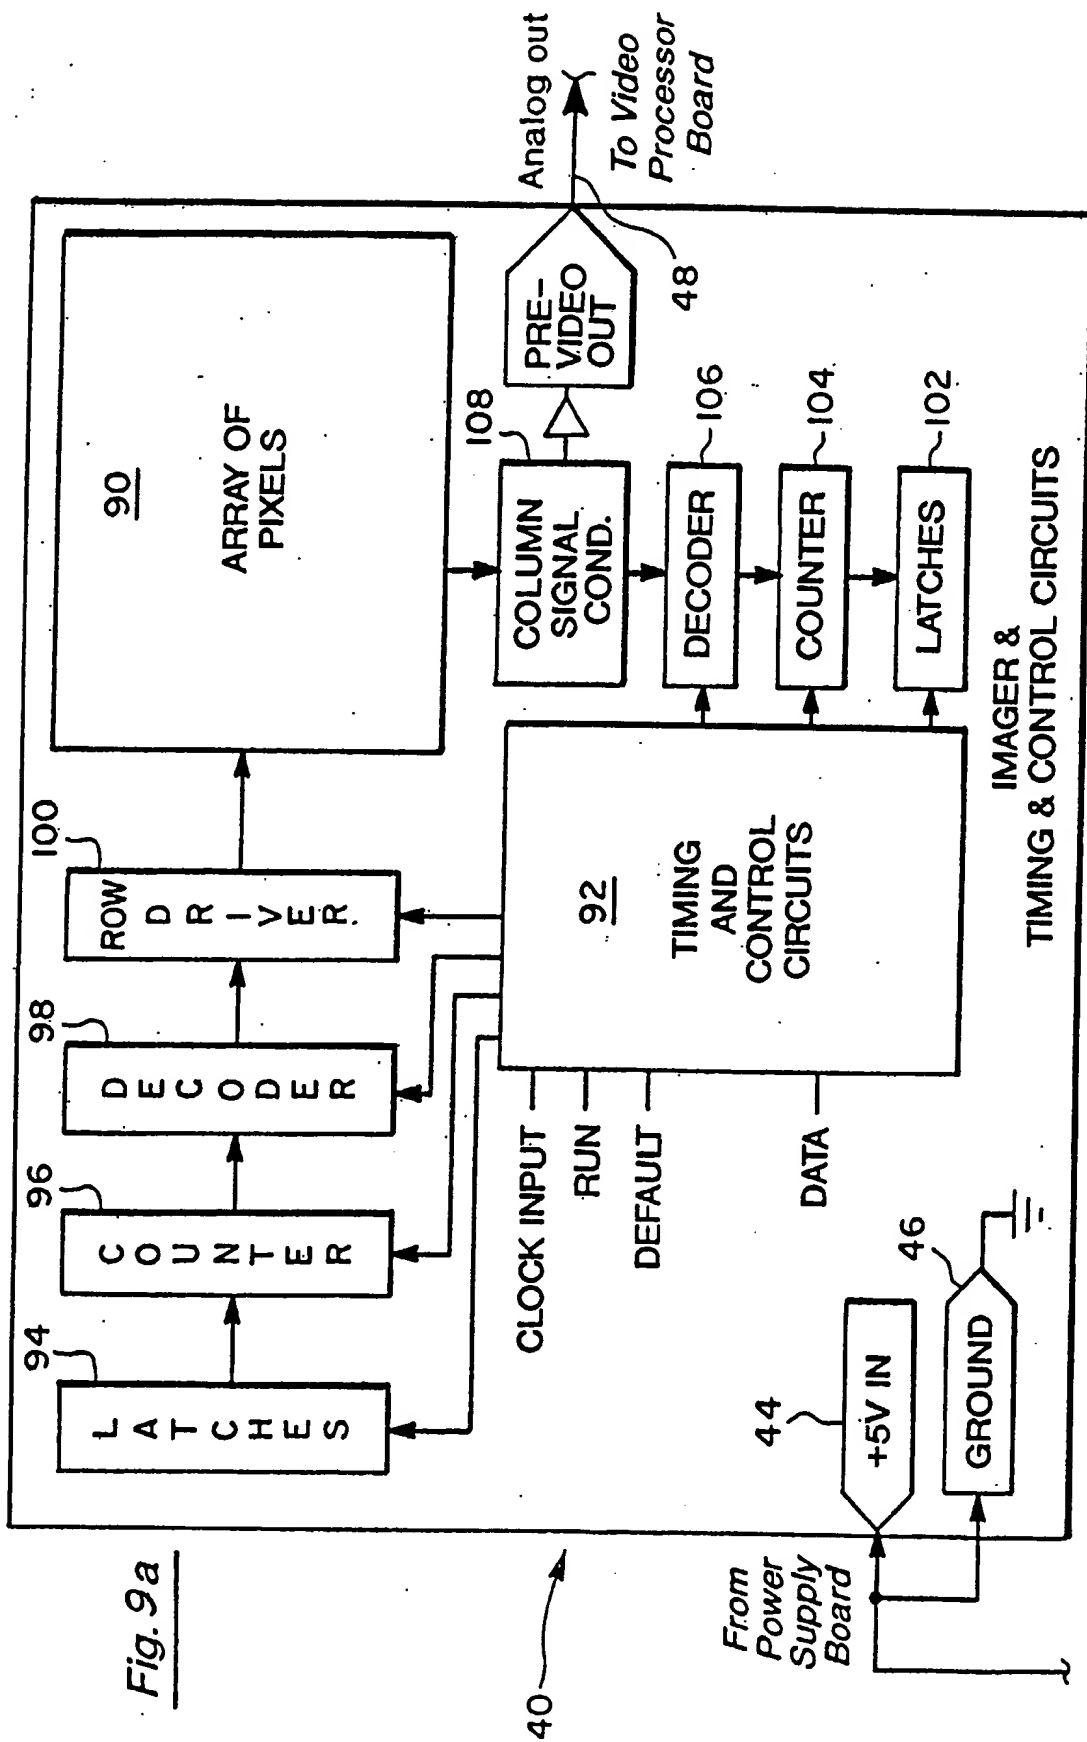 Fig. 9a
40
94
LATCHES
96
COUNTER
98
DECODER
100
ROW
DRIVER
90
ARRAY OF
PIXELS
92
TIMING
AND
CONTROL
CIRCUITS
CLOCK INPUT
RUN
DEFAULT
DATA
108
COLUMN
SIGNAL
COND.
PRE-
VIDEO
OUT
48
Analog out
To Video
Processor
Board
DECODER
106
COUNTER
104
LATCHES
102
From
Power
Supply
Board
44
+5V IN
46
GROUND
IMAGER &
TIMING & CONTROL CIRCUITS